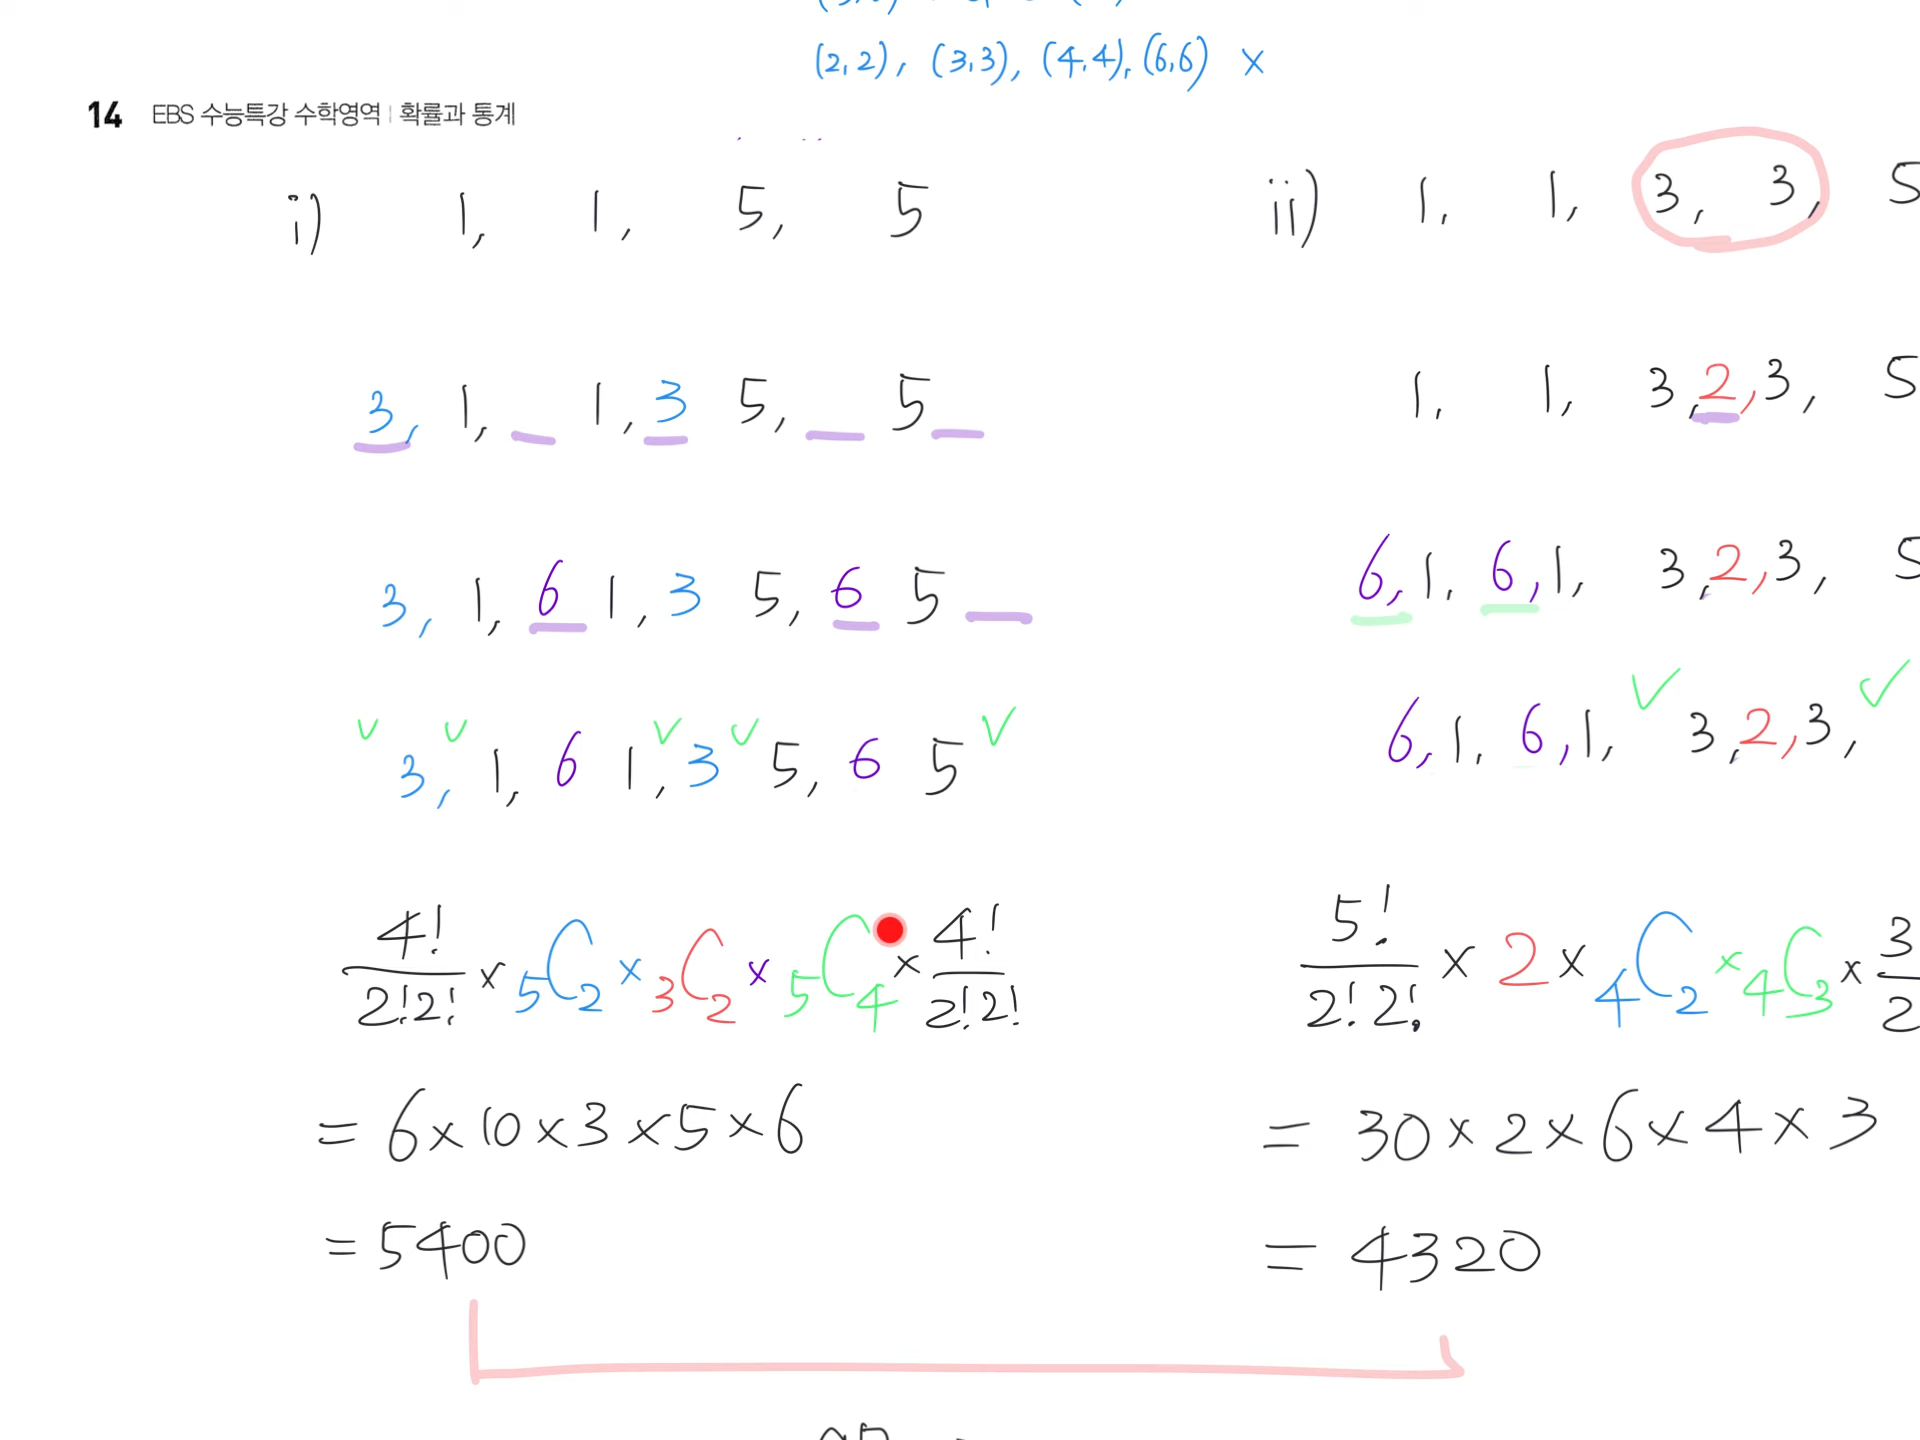 (2,2), (3,3), (4,4), (6,6) ×
14 EBS 수능특강 수학영역 | 확률과 통계
i) 1, 1, 5, 5
3, 1, _ 1, 3 5, _ 5 _
3, 1, 6 1, 3 5, 6 5 _
✓ 3, ✓ 1, 6 1, ✓ 3 ✓ 5, 6 5 ✓
4!/2!2! × 5C2 × 3C2 × 5C4 × 4!/2!2!
= 6 × 10 × 3 × 5 × 6
= 5400
ii) 1, 1, 3, 3, 5
1, 1, 3, 2, 3, 5
6, 1, 6, 1, 3, 2, 3, 5
6, 1, 6, 1, ✓ 3, 2, 3, ✓
5!/2!2! × 2 × 4C2 × 4C3 × 3/2
= 30 × 2 × 6 × 4 × 3
= 4320